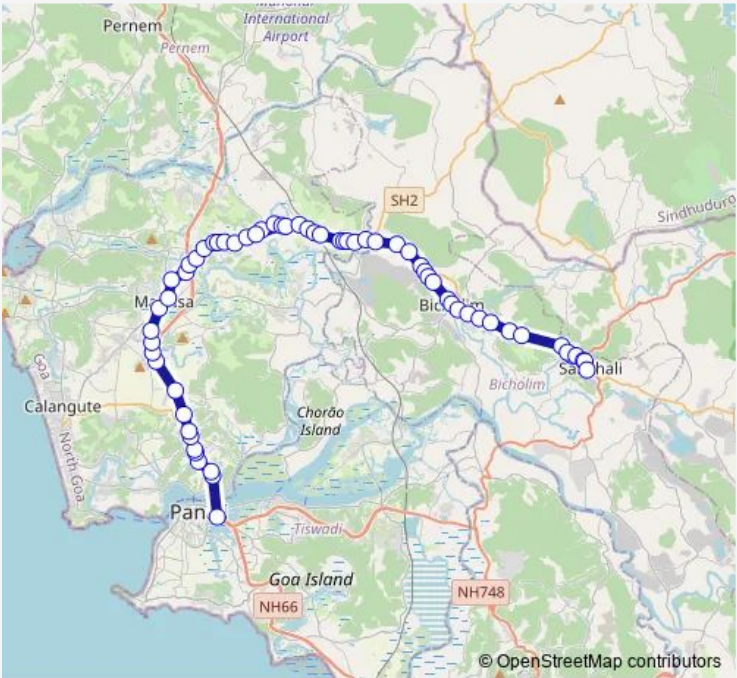 Pernem
International
Airport
Pernem
SH2
Sindhudurg
Bicholim
Calangute
Goa
North Goa
Bicholim
Chorão
Island
Pan
Tiswadi
Goa Island
NH66
NH748
© OpenStreetMap contributors